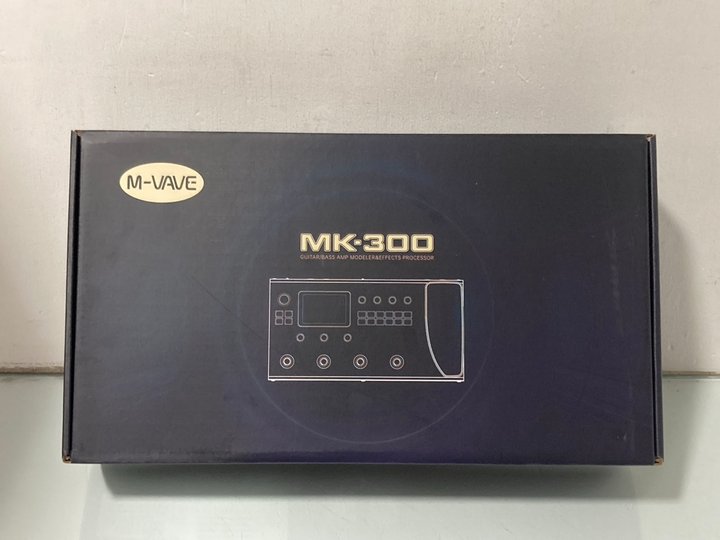 M-VAVE
MK-300
GUITAR/BASS AMP MODELER&EFFECTS PROCESSOR